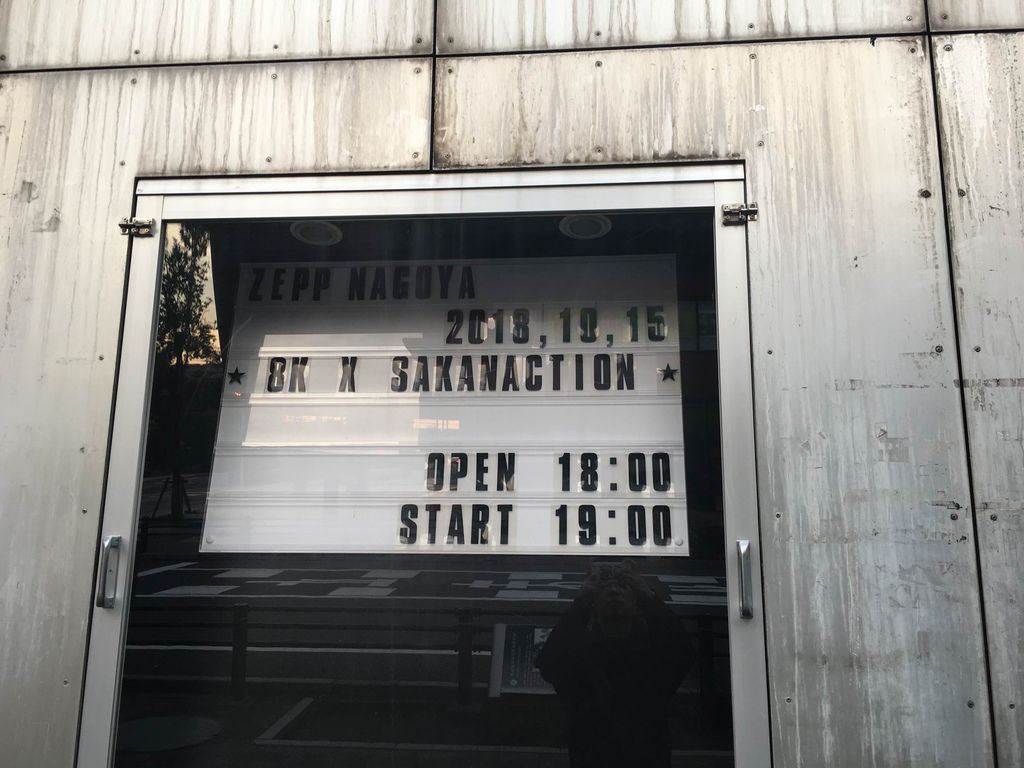 ZEPP NAGOYA
2018,10,15
★ 8K X SAKANACTION ★
OPEN 18:00
START 19:00